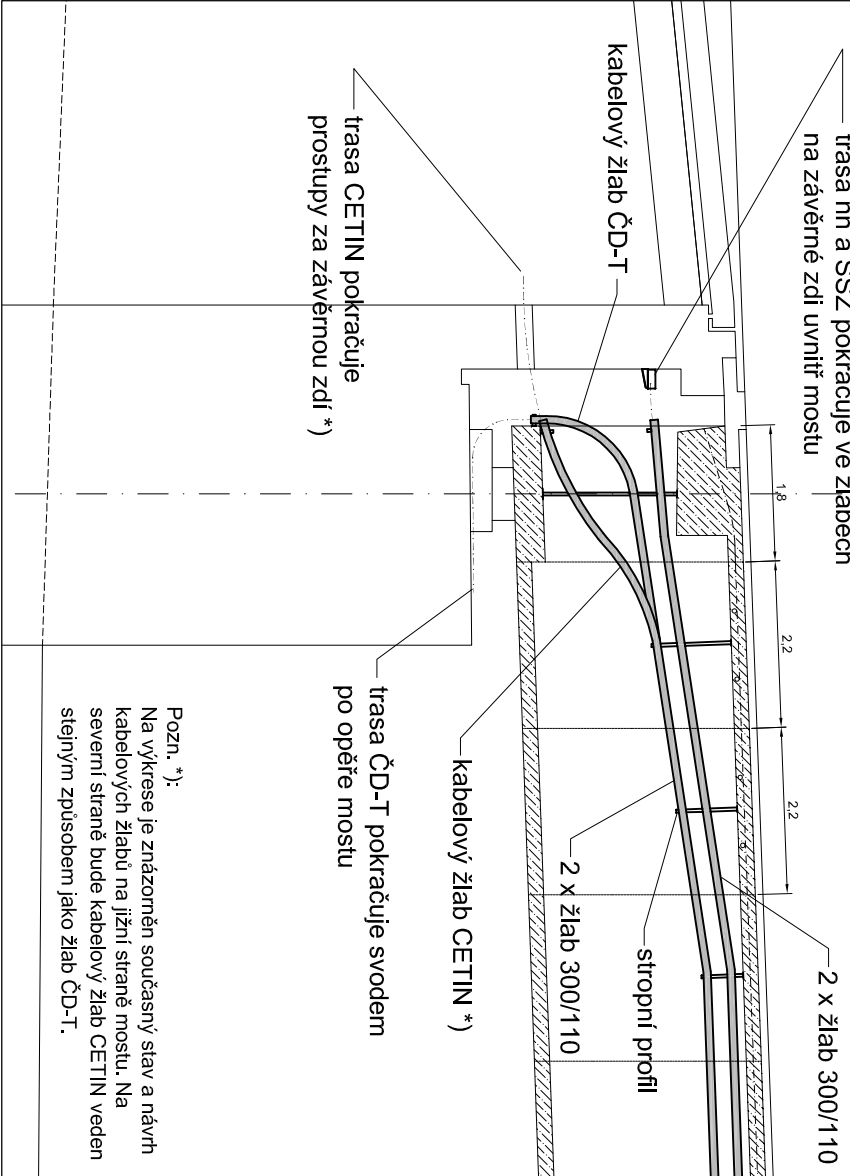 trasa nn a SSZ pokračuje ve žlabech
na závěrné zdi uvnitř mostu
kabelový žlab ČD-T
trasa CETIN pokračuje
prostupy za závěrnou zdí *)
1,8
2,2
2,2
2 x žlab 300/110
stropní profil
2 x žlab 300/110
kabelový žlab CETIN *)
trasa ČD-T pokračuje svodem
po opěře mostu
Pozn. *):
Na výkrese je znázorněn současný stav a návrh
kabelových žlabů na jižní straně mostu. Na
severní straně bude kabelový žlab CETIN veden
stejným způsobem jako žlab ČD-T.